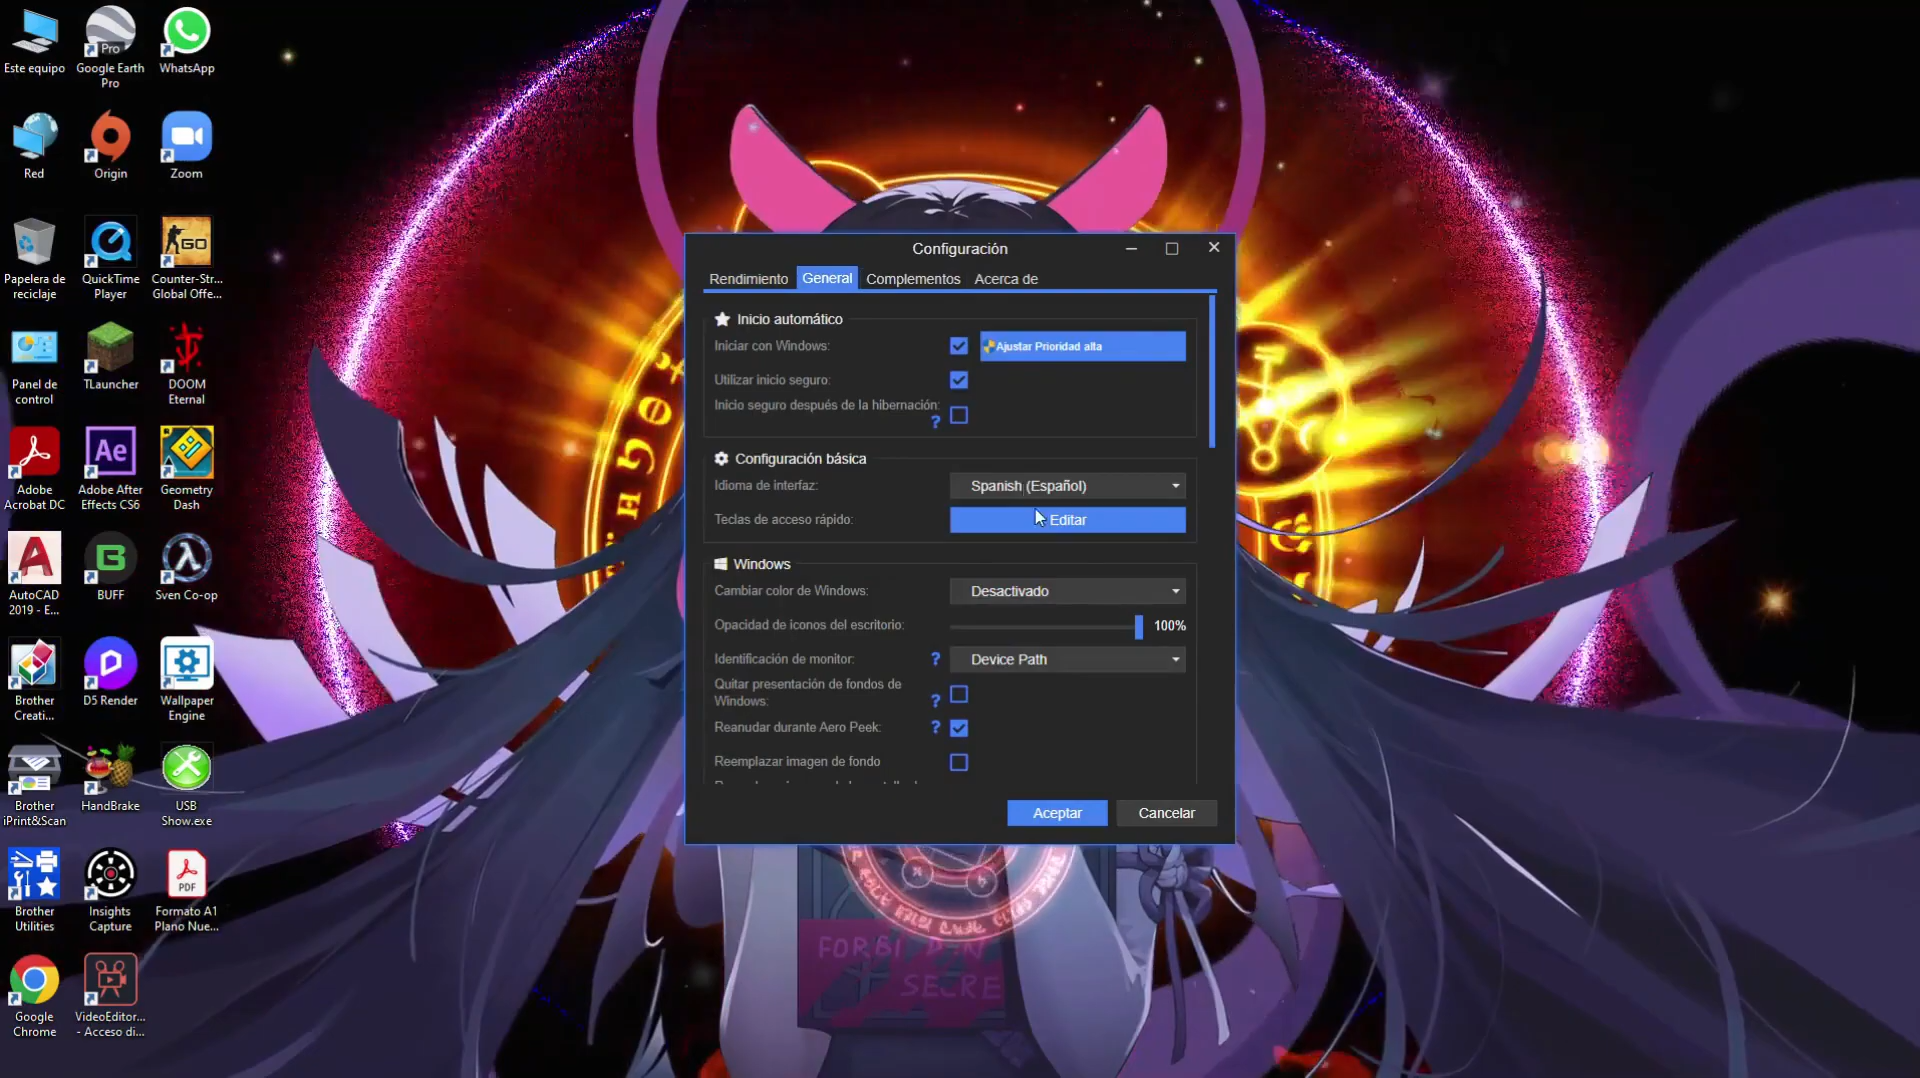 Este equipo
Google Earth
Pro
WhatsApp
Red
Origin
Zoom
Papelera de
reciclaje
QuickTime
Player
Counter-Str...
Global Offe...
Panel de
control
TLauncher
DOOM
Eternal
Adobe
Acrobat DC
Adobe After
Effects CS6
Geometry
Dash
AutoCAD
2019 - E...
BUFF
Sven Co-op
Brother
Creati...
D5 Render
Wallpaper
Engine
Brother
iPrint&Scan
HandBrake
USB
Show.exe
Brother
Utilities
Insights
Capture
Formato A1
Plano Nue...
Google
Chrome
VideoEditor...
- Acceso di...
Pro
GO
Ae
PDF
Configuración
Rendimiento General Complementos Acerca de
Inicio automático
Iniciar con Windows:
Ajustar Prioridad alta
Utilizar inicio seguro:
Inicio seguro después de la hibernación:
?
Configuración básica
Idioma de interfaz:
Spanish (Español)
Teclas de acceso rápido:
Editar
Windows
Cambiar color de Windows:
Desactivado
Opacidad de iconos del escritorio:
100%
Identificación de monitor:
?
Device Path
Quitar presentación de fondos de
Windows:
?
Reanudar durante Aero Peek:
?
Reemplazar imagen de fondo
Aceptar
Cancelar
SECRE